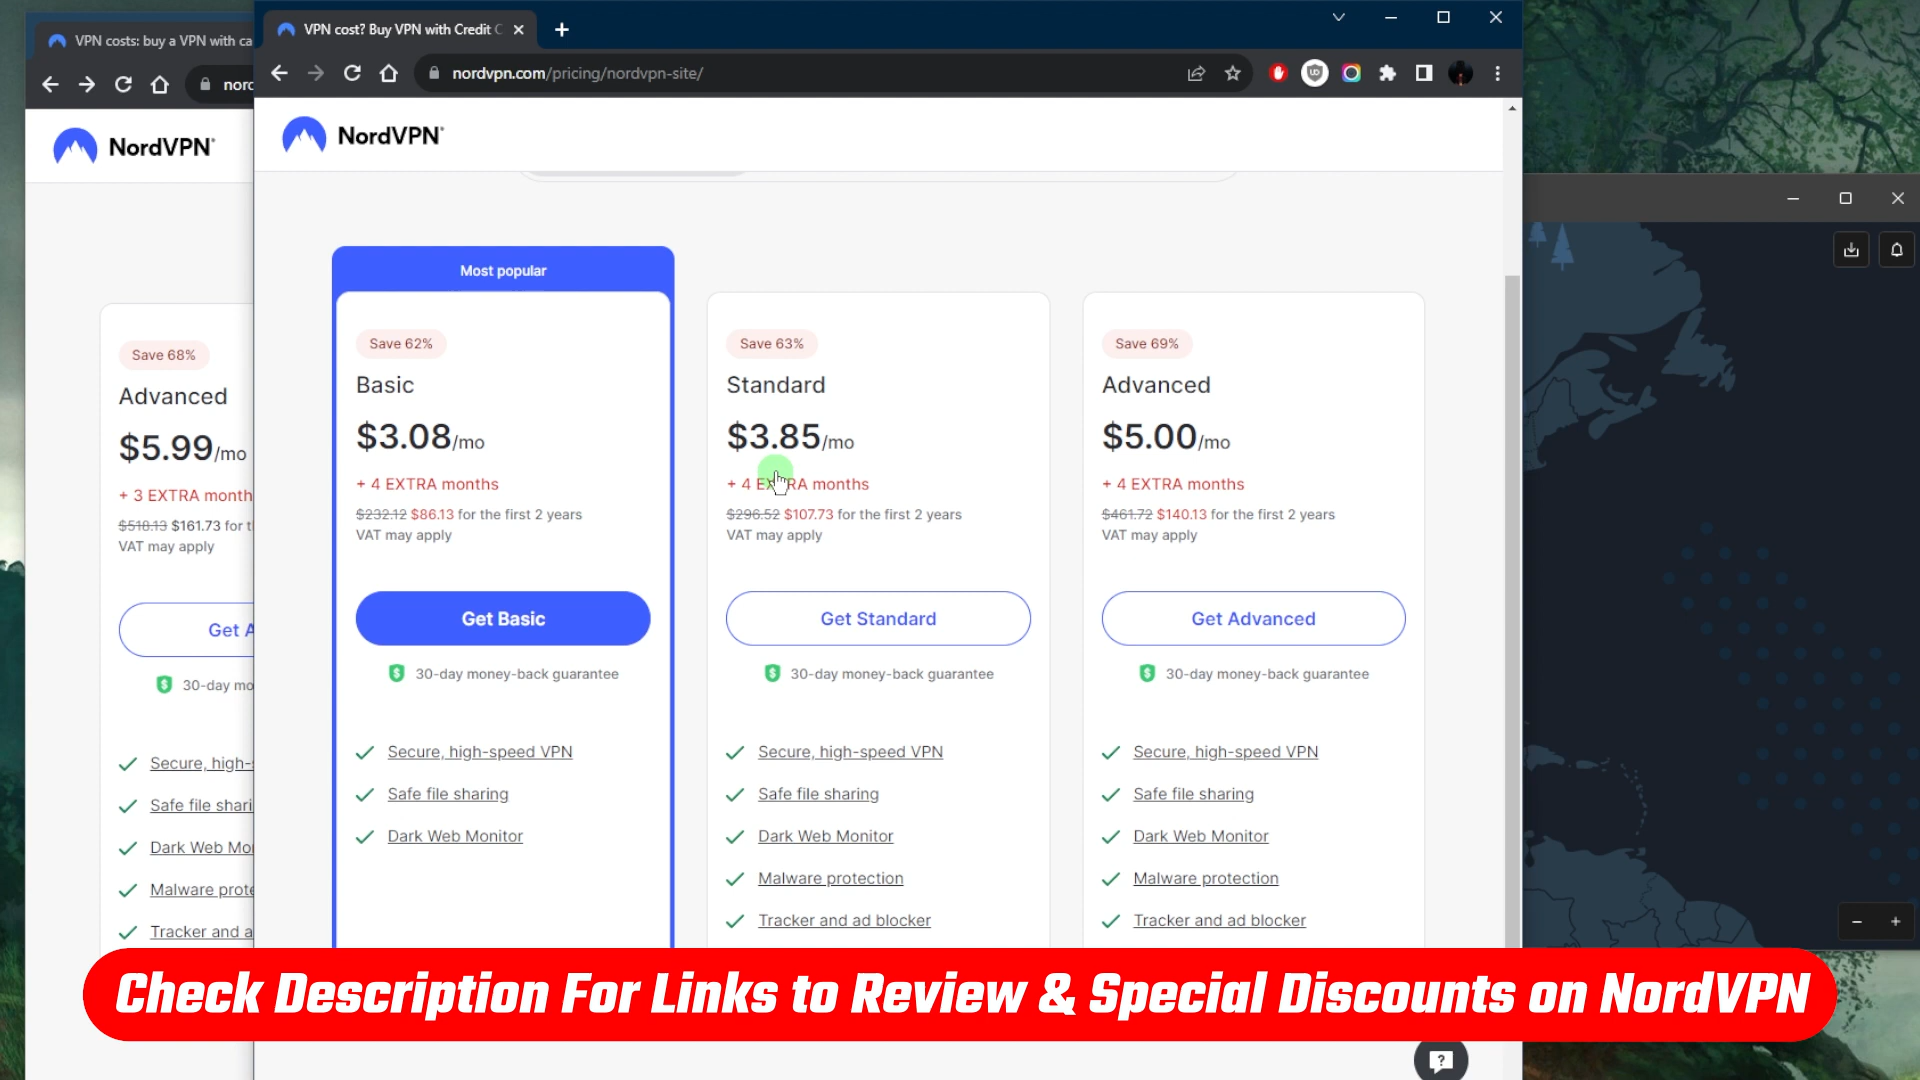 VPN costs: buy a VPN with ca
VPN cost? Buy VPN with Credit C
nord
nordvpn.com/pricing/nordvpn-site/
NordVPN®
NordVPN®
Save 68%
Advanced
$5.99/mo
+ 3 EXTRA month
$518.13 $161.73 for t
VAT may apply
Get A
30-day mo
Secure, high-s
Safe file shari
Dark Web Mo
Malware prote
Tracker and a
Most popular
Save 62%
Basic
$3.08/mo
+ 4 EXTRA months
$232.12 $86.13 for the first 2 years
VAT may apply
Get Basic
30-day money-back guarantee
Secure, high-speed VPN
Safe file sharing
Dark Web Monitor
Save 63%
Standard
$3.85/mo
+ 4 EXTRA months
$296.52 $107.73 for the first 2 years
VAT may apply
Get Standard
30-day money-back guarantee
Secure, high-speed VPN
Safe file sharing
Dark Web Monitor
Malware protection
Tracker and ad blocker
Save 69%
Advanced
$5.00/mo
+ 4 EXTRA months
$461.72 $140.13 for the first 2 years
VAT may apply
Get Advanced
30-day money-back guarantee
Secure, high-speed VPN
Safe file sharing
Dark Web Monitor
Malware protection
Tracker and ad blocker
Check Description For Links to Review & Special Discounts on NordVPN